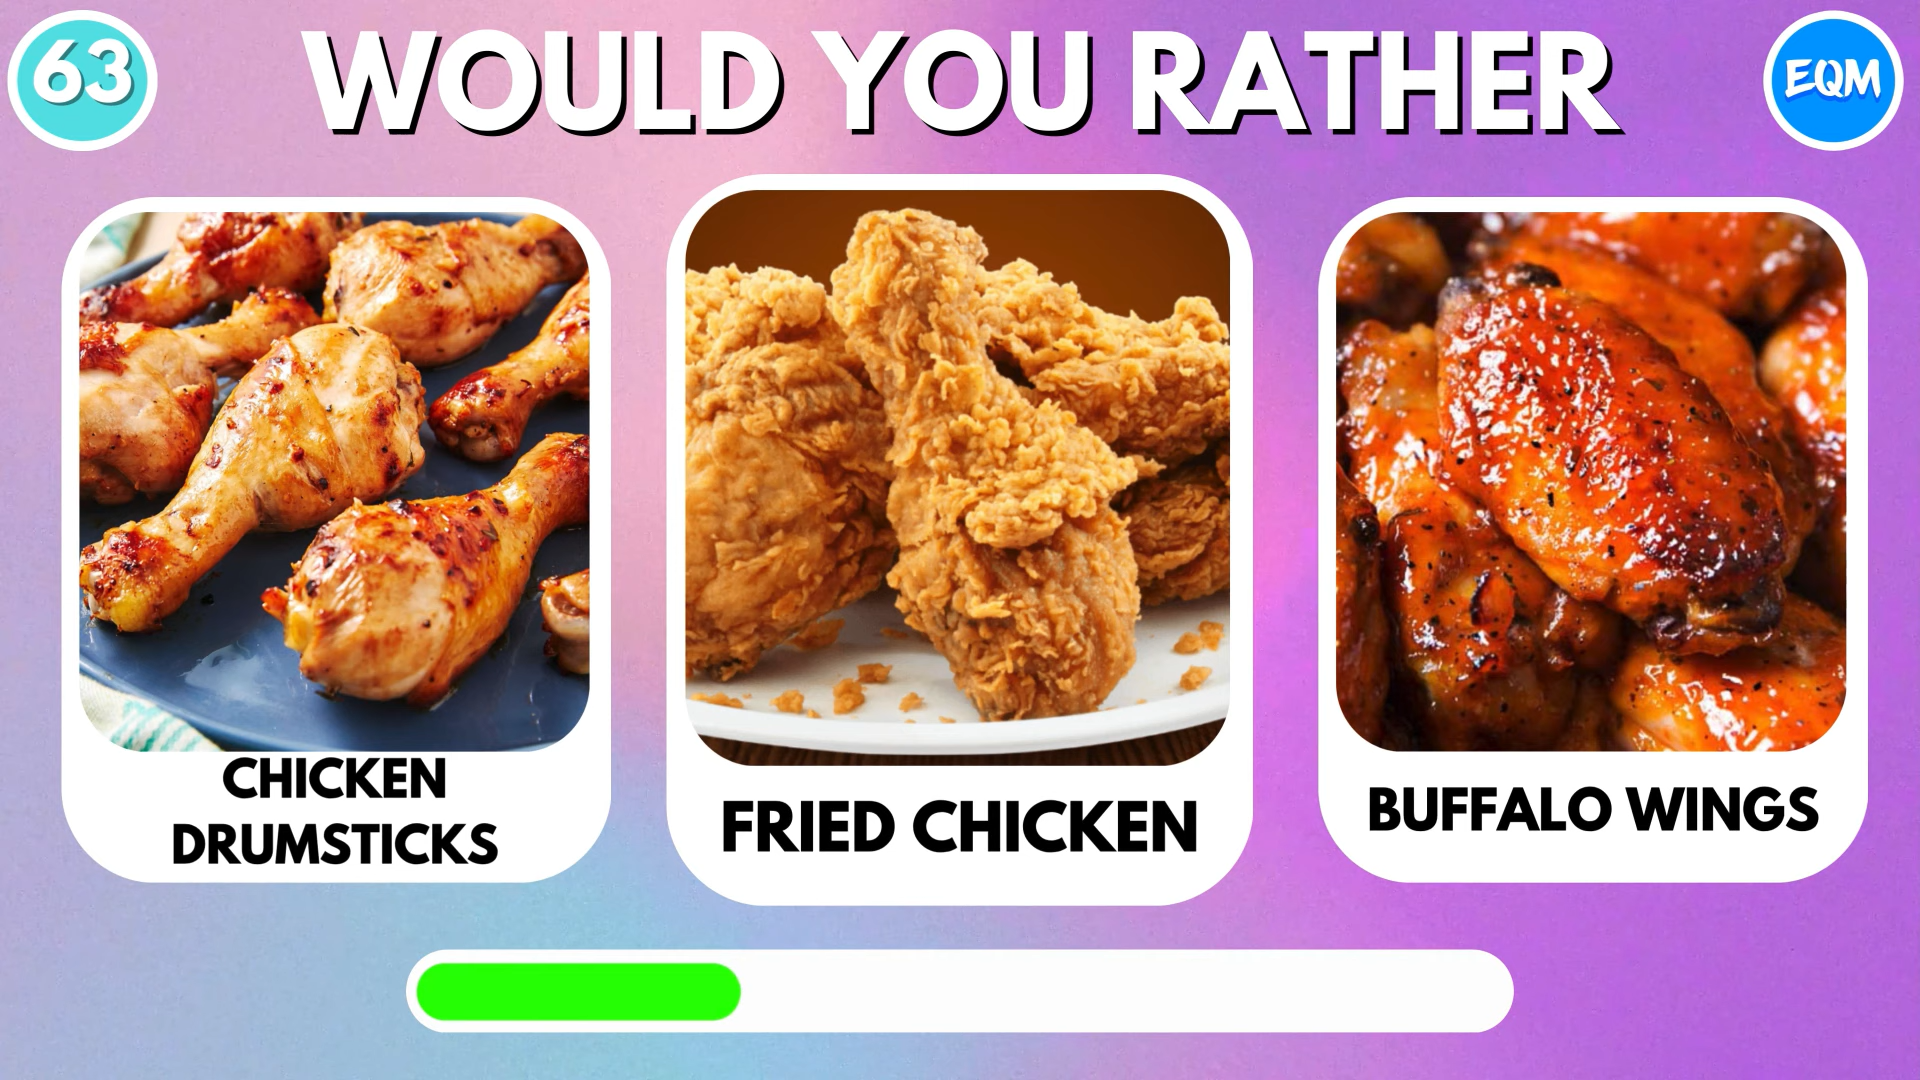 63
WOULD YOU RATHER
EQM
CHICKEN
DRUMSTICKS
FRIED CHICKEN
BUFFALO WINGS